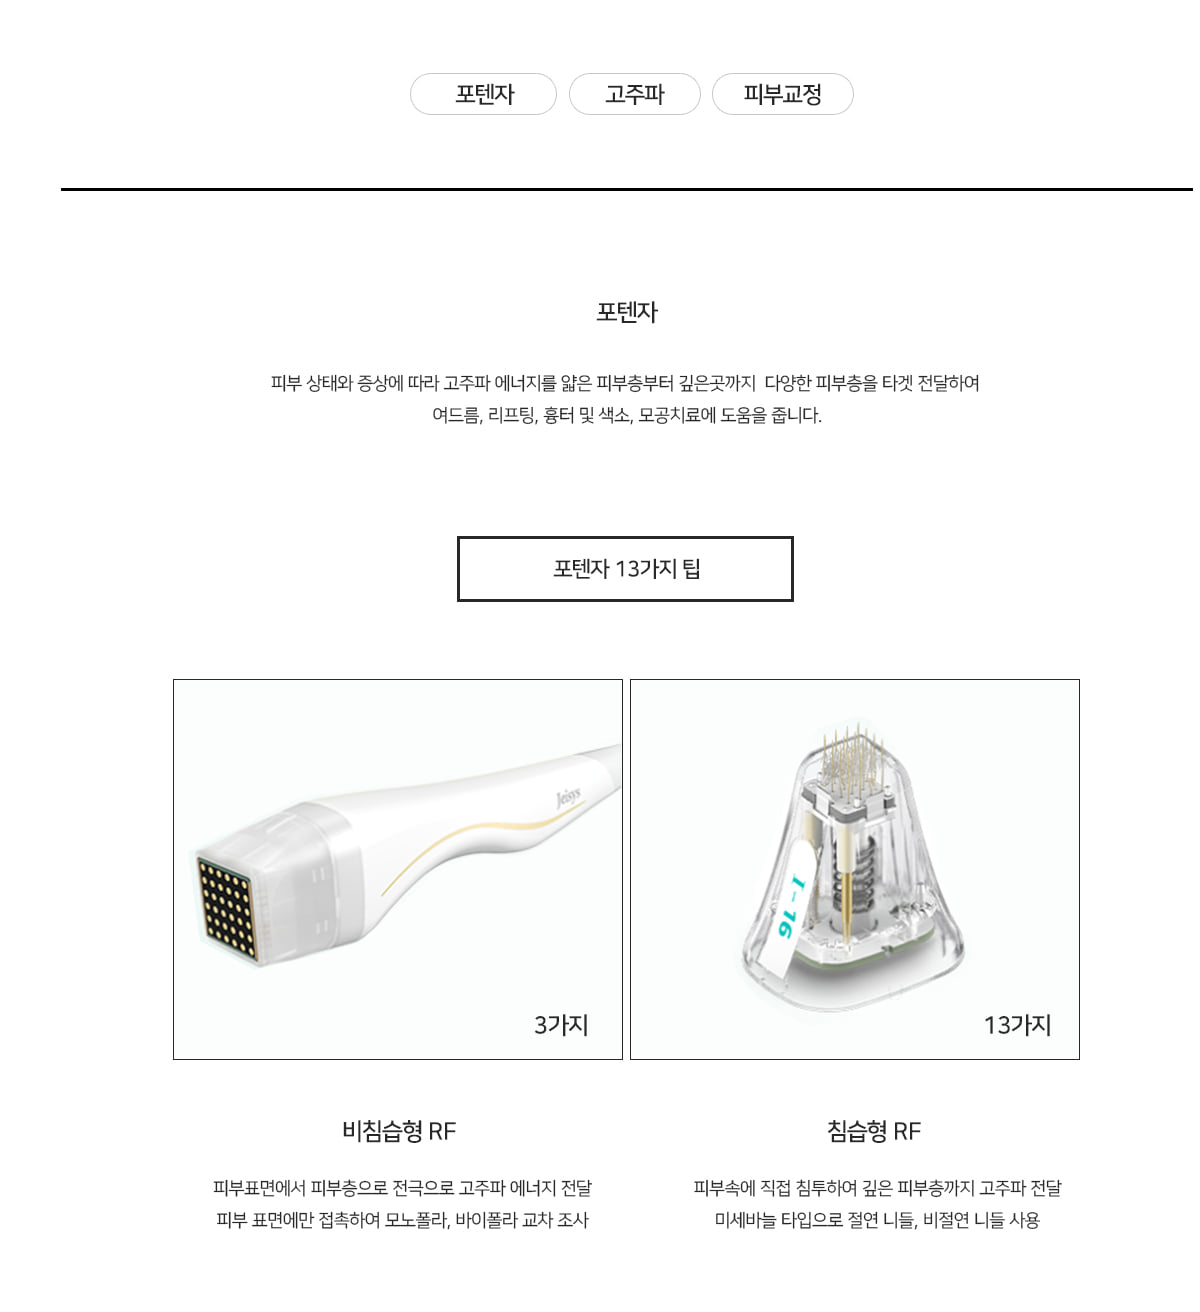 포텐자 고주파 피부교정
포텐자
피부 상태와 증상에 따라 고주파 에너지를 얇은 피부층부터 깊은곳까지 다양한 피부층을 타겟 전달하여
여드름, 리프팅, 흉터 및 색소, 모공치료에 도움을 줍니다.
포텐자 13가지 팁
Jeisys
I-16
3가지
13가지
비침습형 RF
침습형 RF
피부표면에서 피부층으로 전극으로 고주파 에너지 전달
피부 표면에만 접촉하여 모노폴라, 바이폴라 교차 조사
피부속에 직접 침투하여 깊은 피부층까지 고주파 전달
미세바늘 타입으로 절연 니들, 비절연 니들 사용